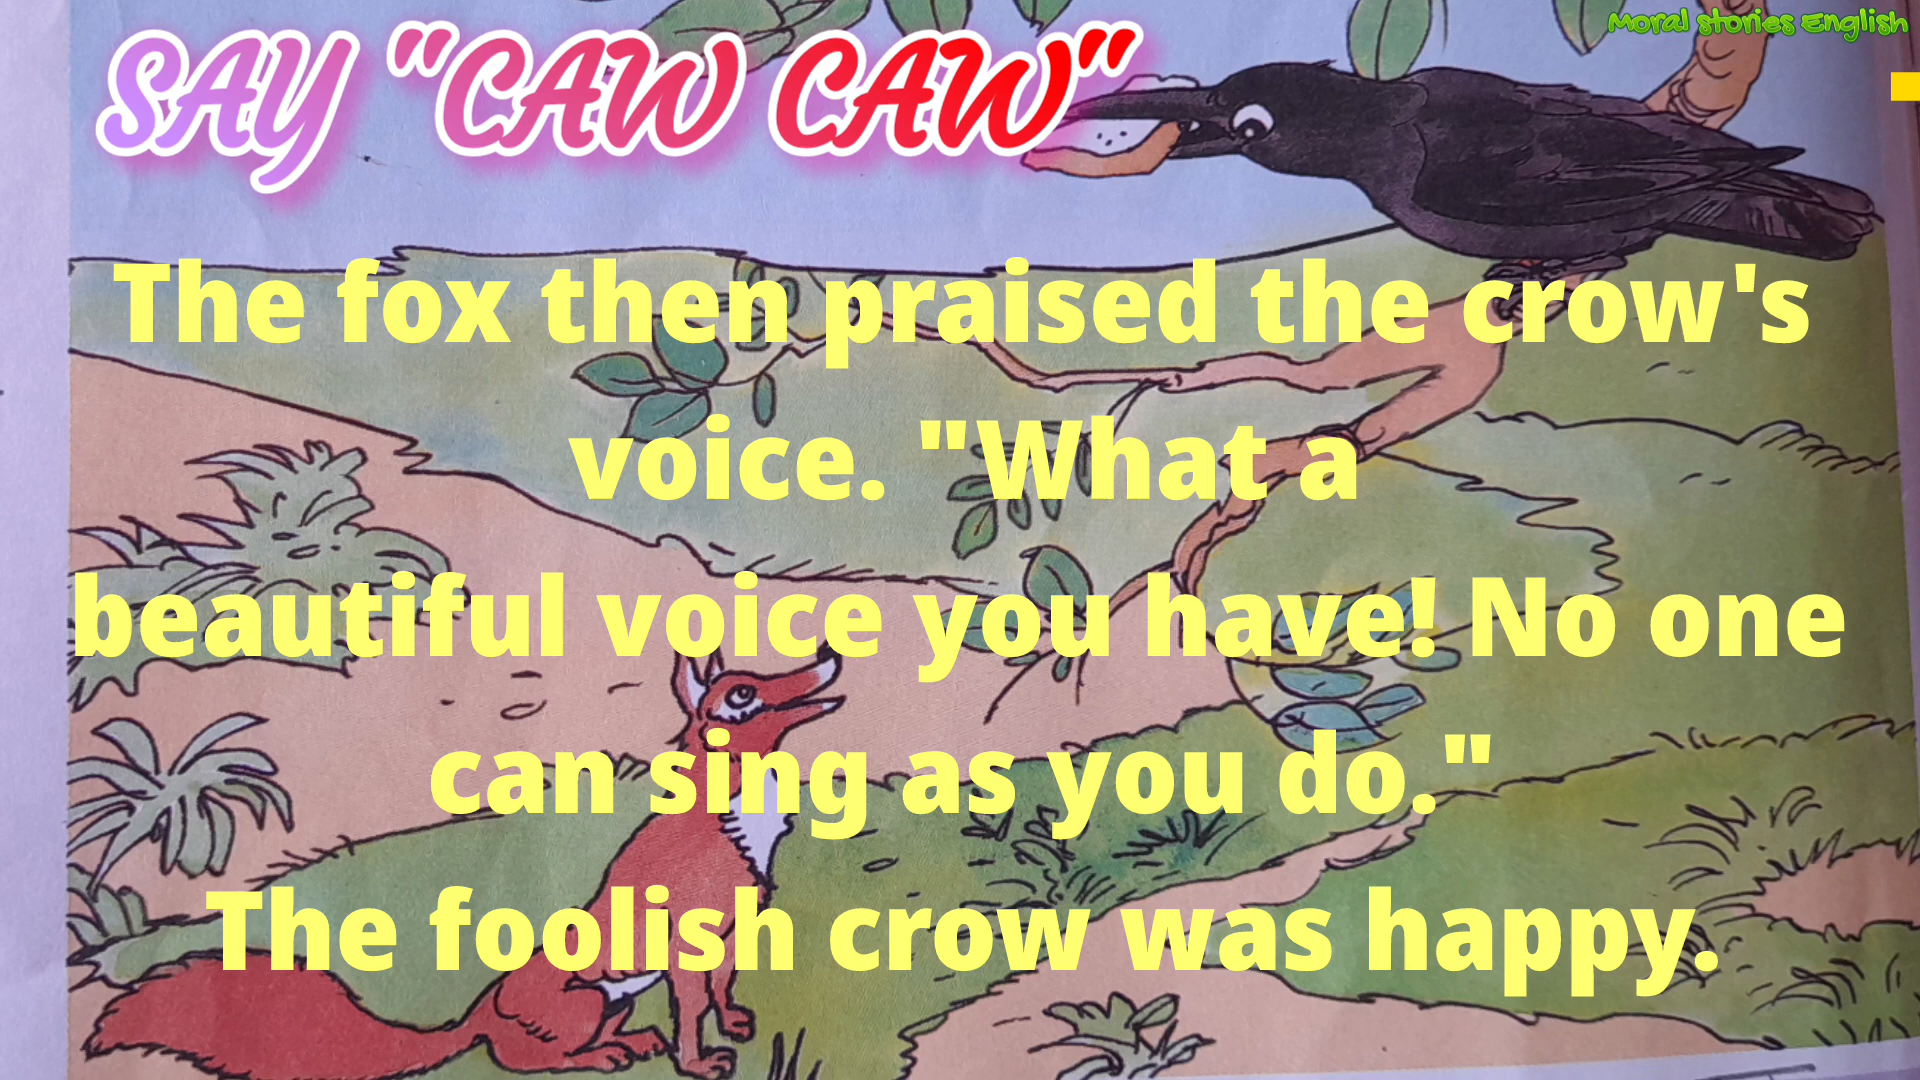 SAY "CAW CAW"
Moral stories English
The fox then praised the crow's
voice. "What a
beautiful voice you have! No one
can sing as you do."
The foolish crow was happy.